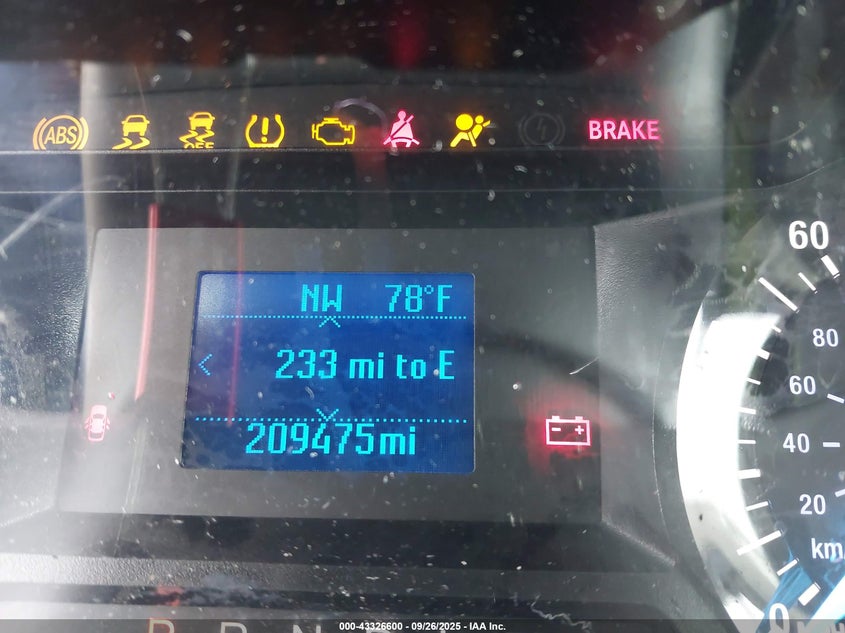 ABS
BRAKE
NW 78°F
< 233 mi to E
209475mi
- +
60
80
60
40
20
km/
0
P R N D
000-43326600 - 09/26/2025 - IAA Inc.